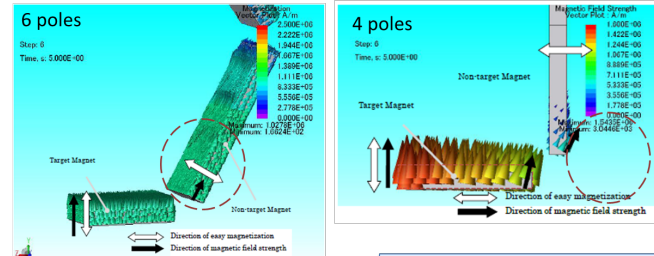 6 poles
Magnetization
Vector Plot : A/m
2.500E+06
2.222E+06
1.944E+06
1.667E+06
1.389E+06
1.111E+06
8.333E+05
5.556E+05
2.778E+05
0.000E+00
Step: 6
Time, s: 5.000E+00
Maximum: 1.0278E+06
Minimum: 1.6624E+02
Target Magnet
Non-target Magnet
Direction of easy magnetization
Direction of magnetic field strength
4 poles
Magnetic Field Strength
Vector Plot : A/m
1.600E+06
1.422E+06
1.244E+06
1.067E+06
8.889E+05
7.111E+05
5.333E+05
3.556E+05
1.778E+05
0.000E+00
Step: 6
Time, s: 5.000E+00
Maximum: 1.5435E+06
Minimum: 3.0446E+03
Non-target Magnet
Target Magnet
Direction of easy magnetization
Direction of magnetic field strength